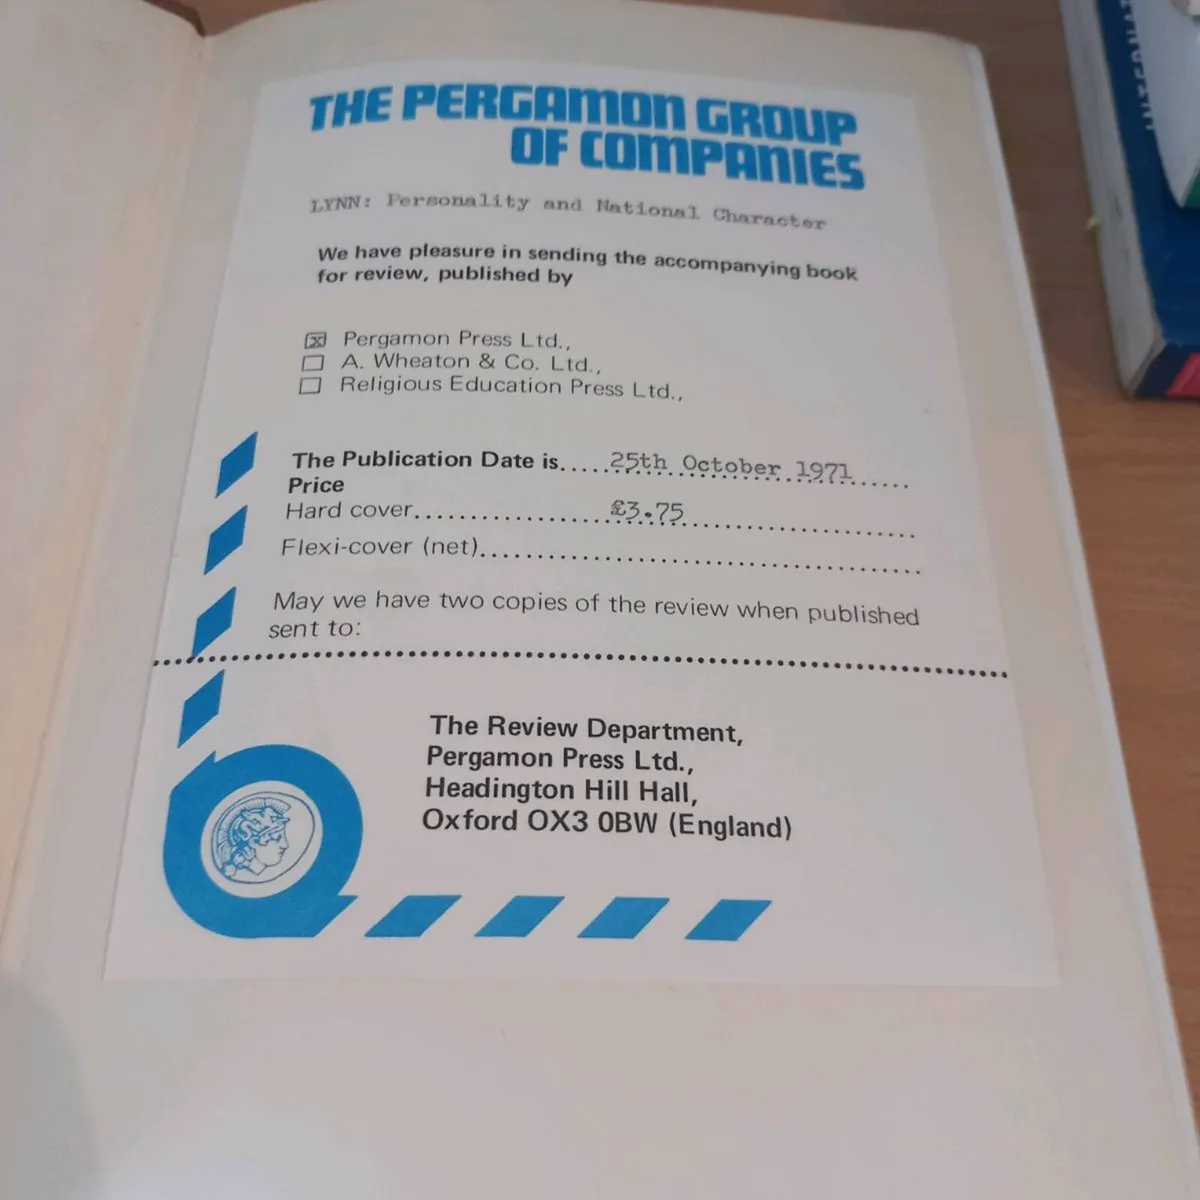 THE PERGAMON GROUP
OF COMPANIES
LYNN: Personality and National Character
We have pleasure in sending the accompanying book
for review, published by
☒ Pergamon Press Ltd.,
☐ A. Wheaton & Co. Ltd.,
☐ Religious Education Press Ltd.,
The Publication Date is.....25th October 1971......
Price
Hard cover....................£3.75.......................
Flexi-cover (net)..............................................
May we have two copies of the review when published
sent to:
The Review Department,
Pergamon Press Ltd.,
Headington Hill Hall,
Oxford OX3 0BW (England)